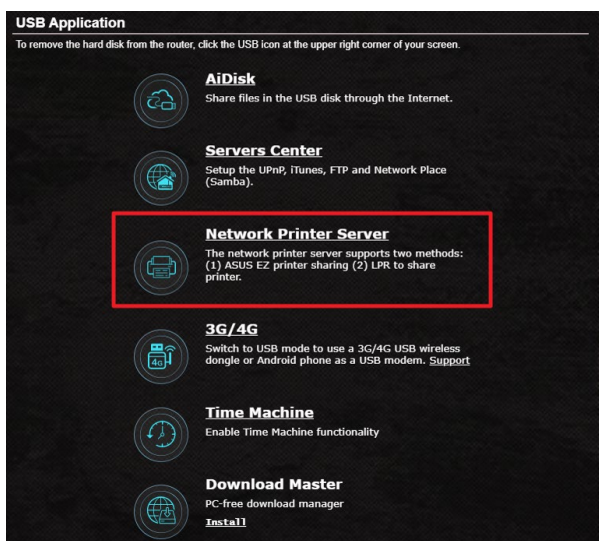 USB Application
To remove the hard disk from the router, click the USB icon at the upper right corner of your screen.
AiDisk
Share files in the USB disk through the Internet.
Servers Center
Setup the UPnP, iTunes, FTP and Network Place
(Samba).
Network Printer Server
The network printer server supports two methods:
(1) ASUS EZ printer sharing (2) LPR to share
printer.
3G/4G
4G
Switch to USB mode to use a 3G/4G USB wireless
dongle or Android phone as a USB modem. Support
Time Machine
Enable Time Machine functionality
Download Master
PC-free download manager
Install